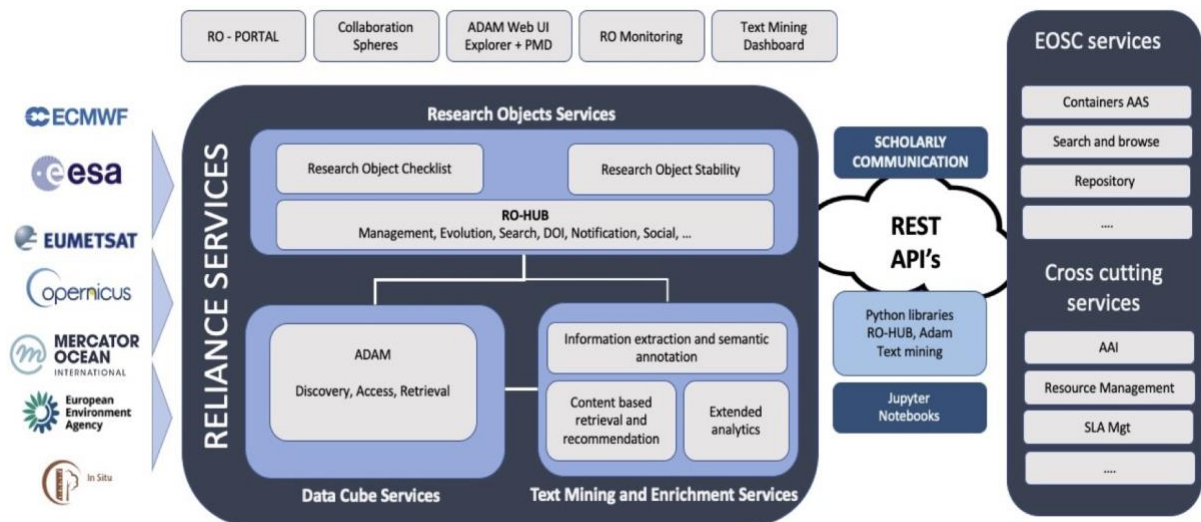 RO - PORTAL
Collaboration
Spheres
ADAM Web UI
Explorer + PMD
RO Monitoring
Text Mining
Dashboard
ECMWF
esa
EUMETSAT
Copernicus
MERCATOR
OCEAN
INTERNATIONAL
European
Environment
Agency
In Situ
RELIANCE SERVICES
Research Objects Services
Research Object Checklist
Research Object Stability
RO-HUB
Management, Evolution, Search, DOI, Notification, Social, ...
ADAM
Discovery, Access, Retrieval
Data Cube Services
Information extraction and semantic
annotation
Content based
retrieval and
recommendation
Extended
analytics
Text Mining and Enrichment Services
SCHOLARLY
COMMUNICATION
REST
API's
Python libraries
RO-HUB, Adam
Text mining
Jupyter
Notebooks
EOSC services
Containers AAS
Search and browse
Repository
....
Cross cutting
services
AAI
Resource Management
SLA Mgt
....